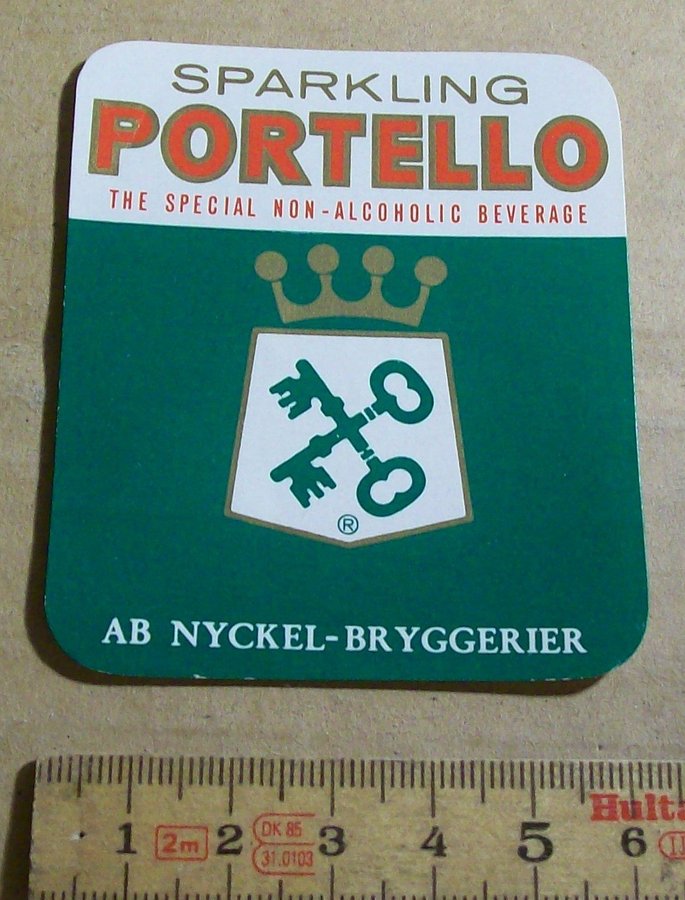 SPARKLING
PORTELLO
THE SPECIAL NON-ALCOHOLIC BEVERAGE
®
AB NYCKEL-BRYGGERIER
1 2m 2 DK 85 3 4 5 6 II
31.0103